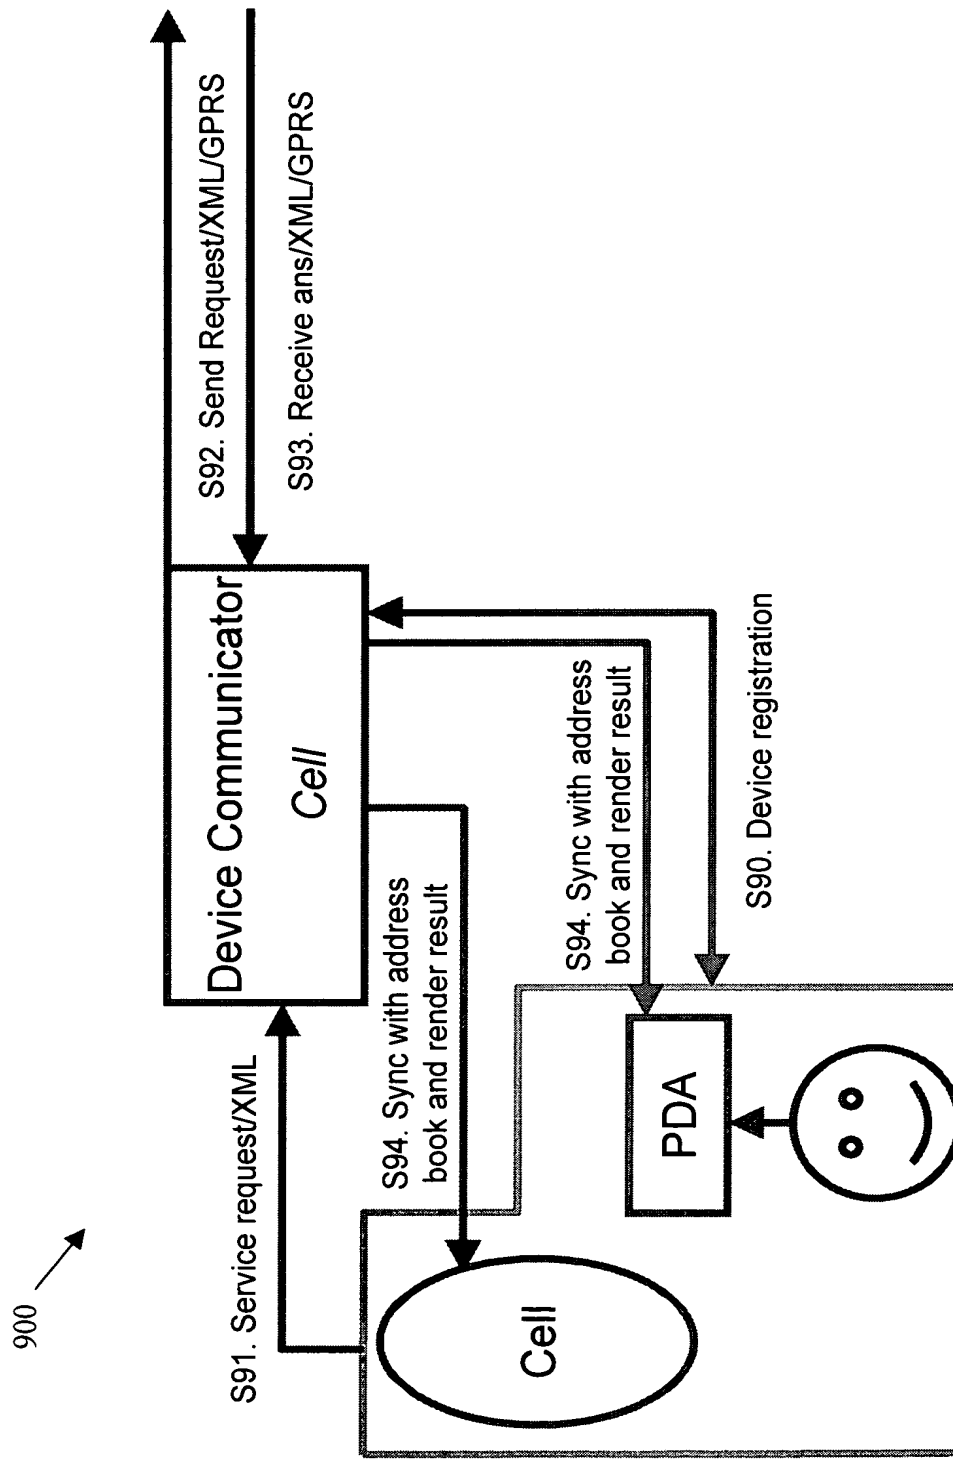 900
S91. Service request/XML
S92. Send Request/XML/GPRS
Device Communicator
Cell
S93. Receive ans/XML/GPRS
S94. Sync with address
book and render result
Cell
S94. Sync with address
book and render result
PDA
S90. Device registration